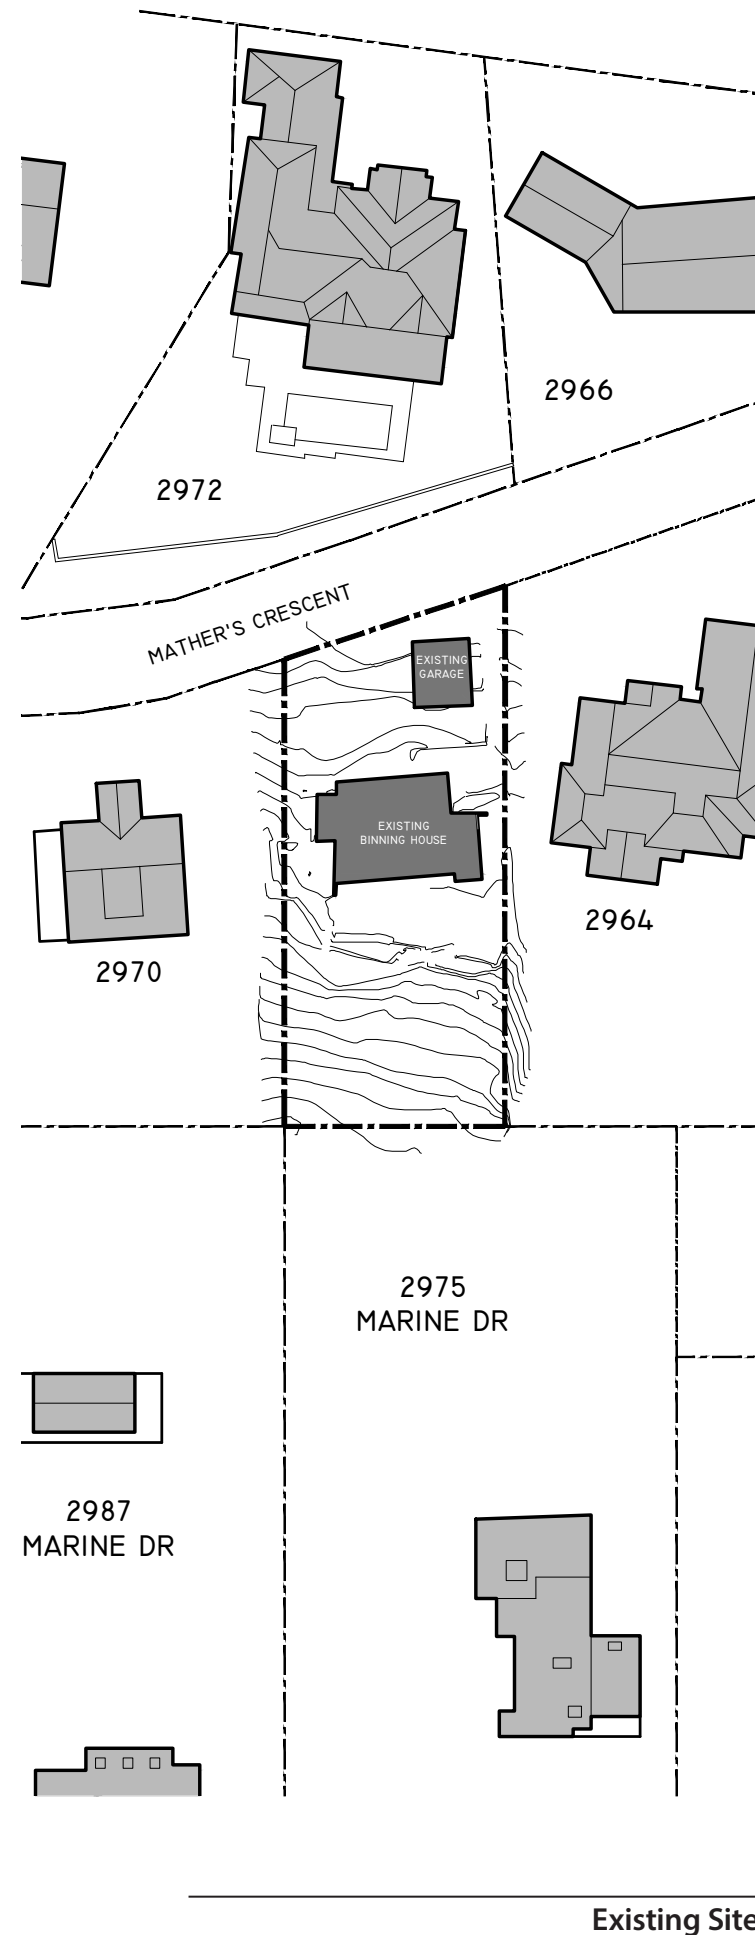 2966
2972
MATHER'S CRESCENT
EXISTING
GARAGE
EXISTING
BINNING HOUSE
2964
2970
2975
MARINE DR
2987
MARINE DR
Existing Site